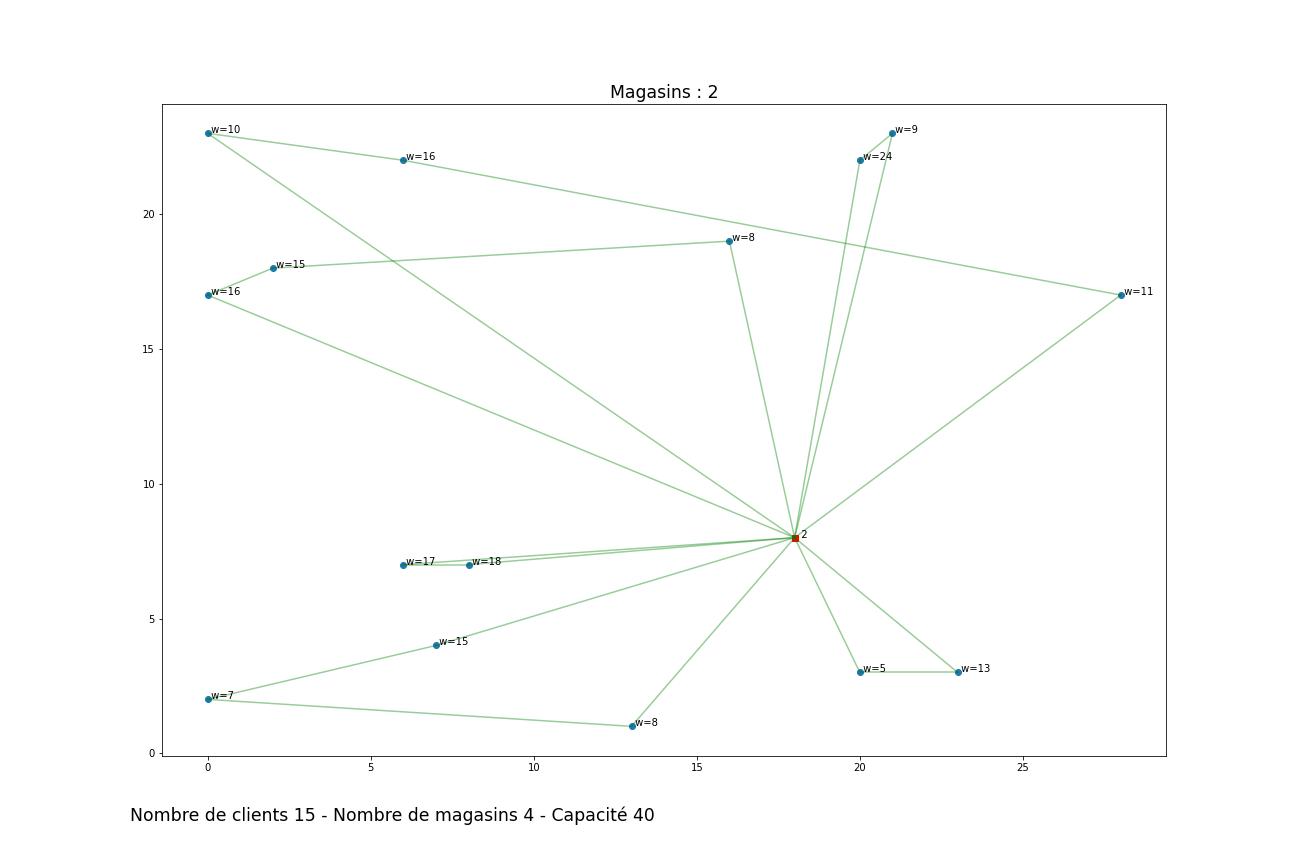 Magasins : 2
w=10
w=9
w=16
w=24
w=8
w=15
w=16
w=11
2
w=17
w=18
w=15
w=5
w=13
w=7
w=8
20
15
10
5
0
0
5
10
15
20
25
Nombre de clients 15 - Nombre de magasins 4 - Capacité 40